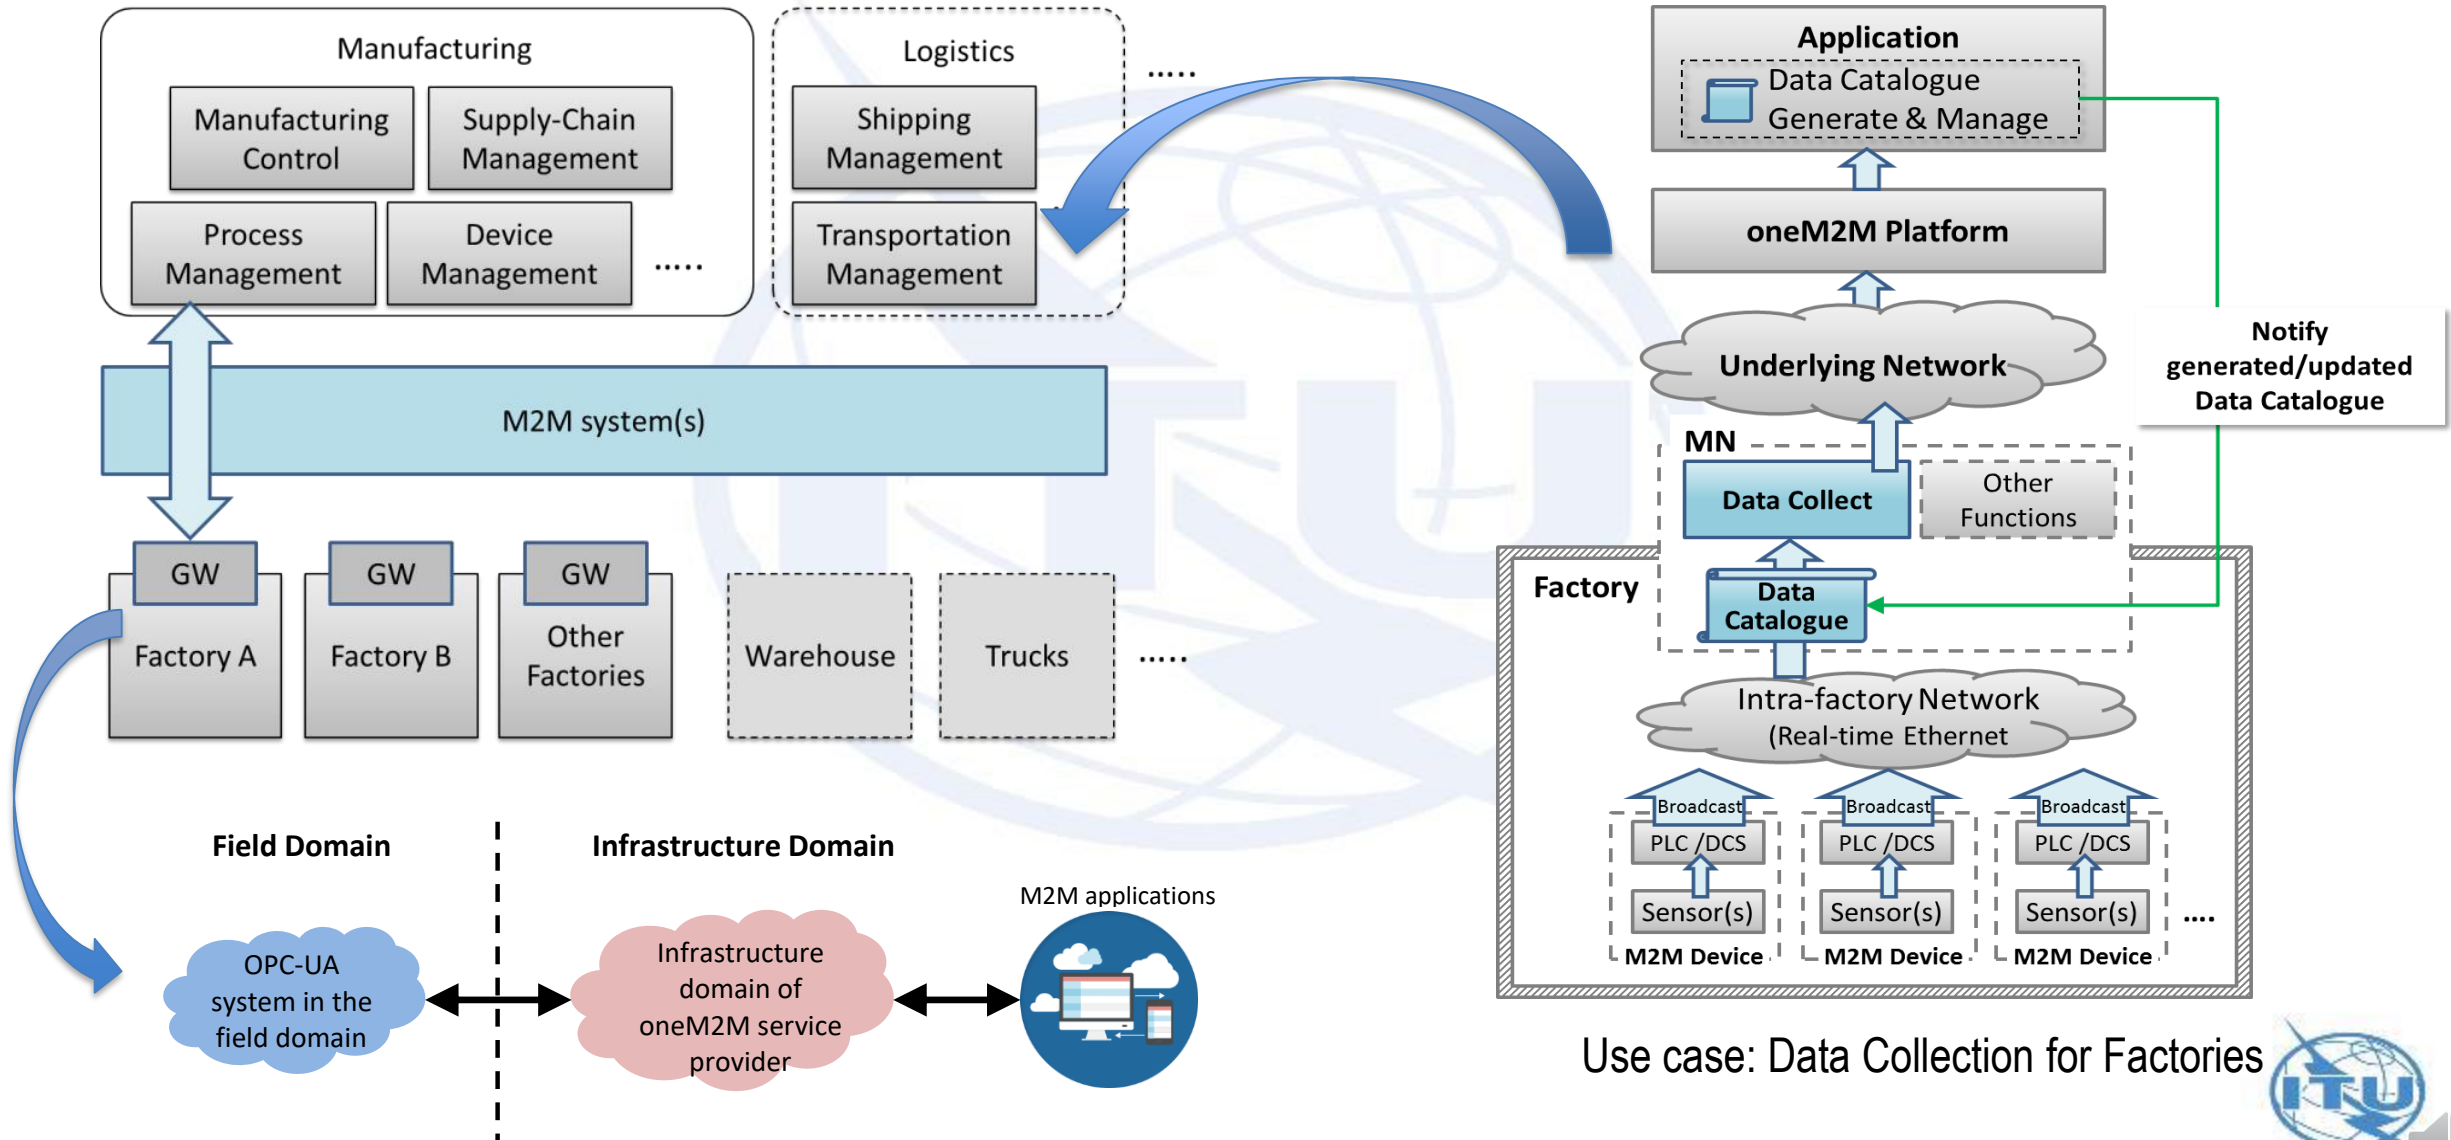 Manufacturing
Manufacturing
Control
Supply-Chain
Management
Process
Management
Device
Management
.....
Logistics
Shipping
Management
Transportation
Management
.....
M2M system(s)
GW
Factory A
GW
Factory B
GW
Other
Factories
Warehouse
Trucks
.....
Field Domain
Infrastructure Domain
OPC-UA
system in the
field domain
Infrastructure
domain of
oneM2M service
provider
M2M applications
Application
Data Catalogue
Generate & Manage
oneM2M Platform
Underlying Network
Notify
generated/updated
Data Catalogue
MN
Data Collect
Other
Functions
Factory
Data
Catalogue
Intra-factory Network
(Real-time Ethernet
Broadcast
Broadcast
Broadcast
PLC /DCS
PLC /DCS
PLC /DCS
Sensor(s)
Sensor(s)
Sensor(s)
....
M2M Device
M2M Device
M2M Device
Use case: Data Collection for Factories
ITU
ITU